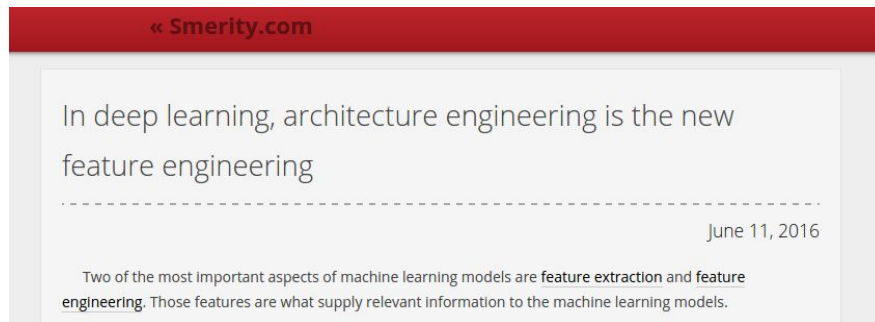 « Smerity.com
In deep learning, architecture engineering is the new
feature engineering
June 11, 2016
Two of the most important aspects of machine learning models are feature extraction and feature
engineering. Those features are what supply relevant information to the machine learning models.